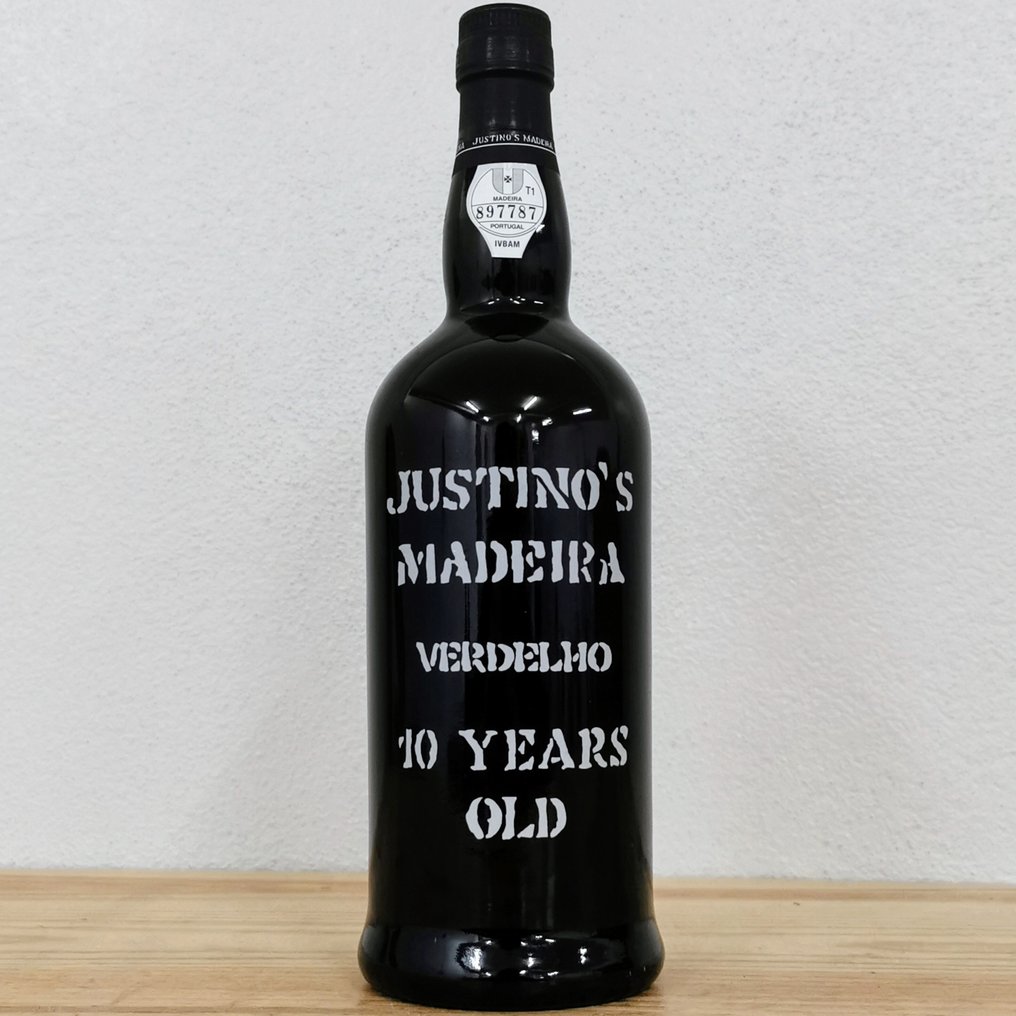 JUSTINO'S MADEIRA
T1
MADEIRA
897787
PORTUGAL
IVBAM
JUSTINO'S
MADEIRA
VERDELHO
10 YEARS
OLD